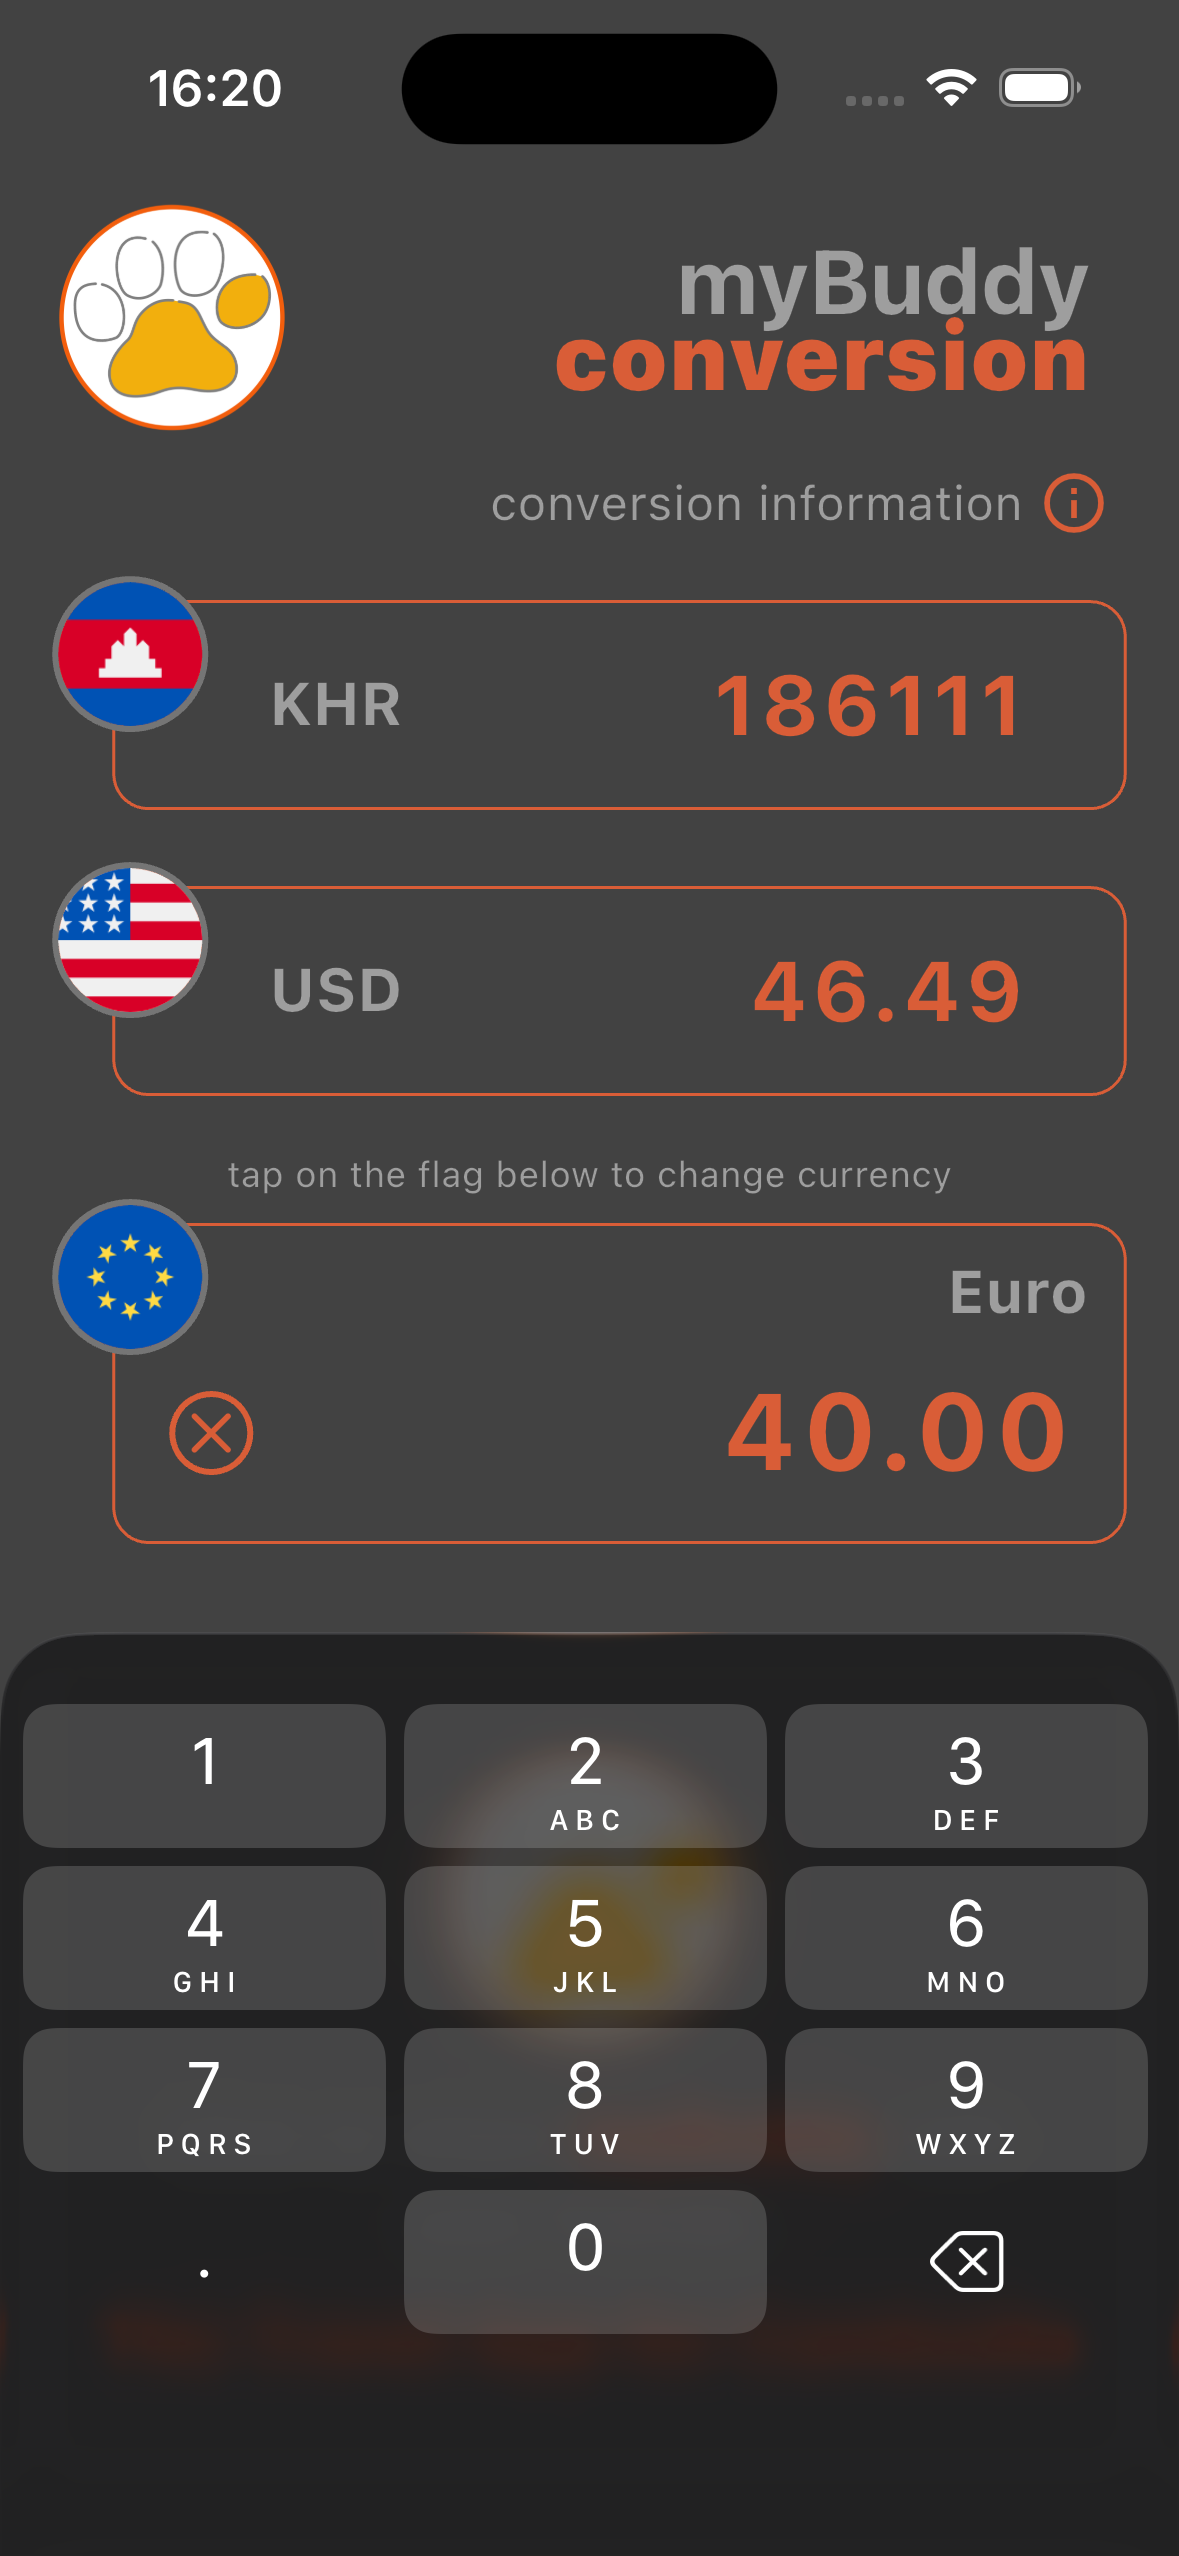 16:20
myBuddy
conversion
conversion information
KHR 186111
USD 46.49
tap on the flag below to change currency
Euro
40.00
1
2 3
ABC DEF
4 5 6
GHI JKL MNO
7 8 9
PQRS TUV WXYZ
. 0